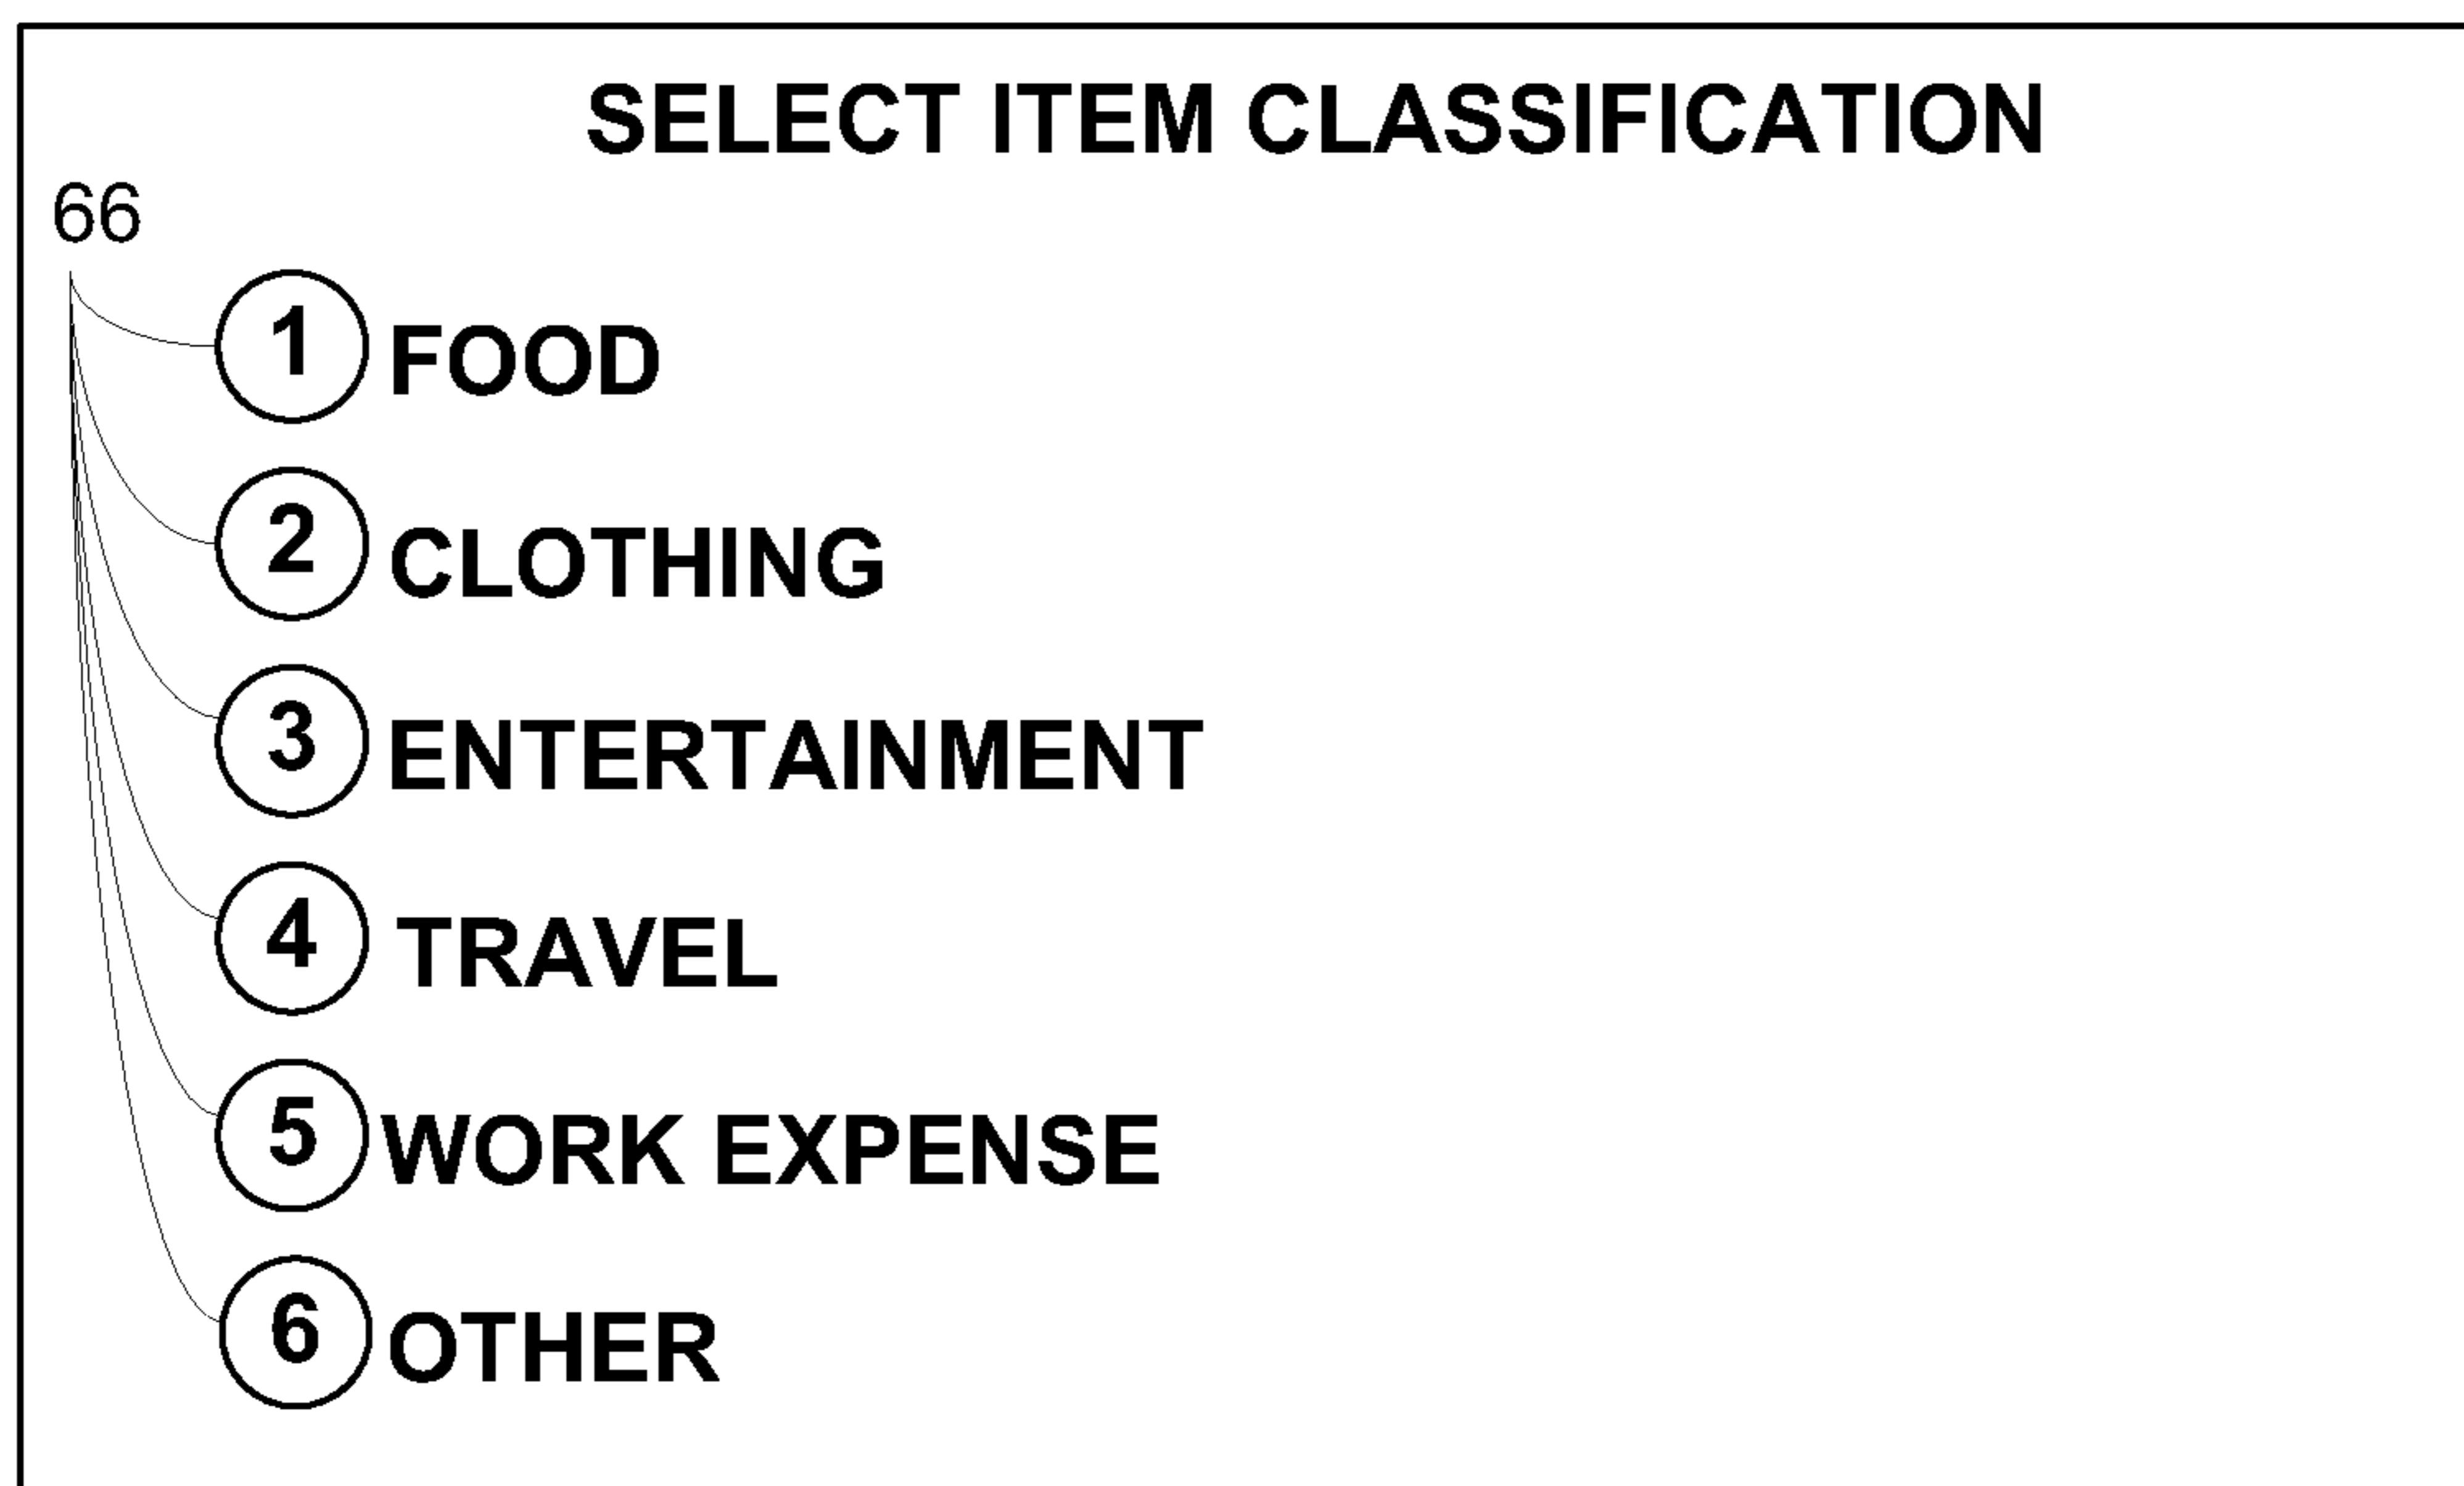 SELECT ITEM CLASSIFICATION
66
1 FOOD
2 CLOTHING
3 ENTERTAINMENT
4 TRAVEL
5 WORK EXPENSE
6 OTHER